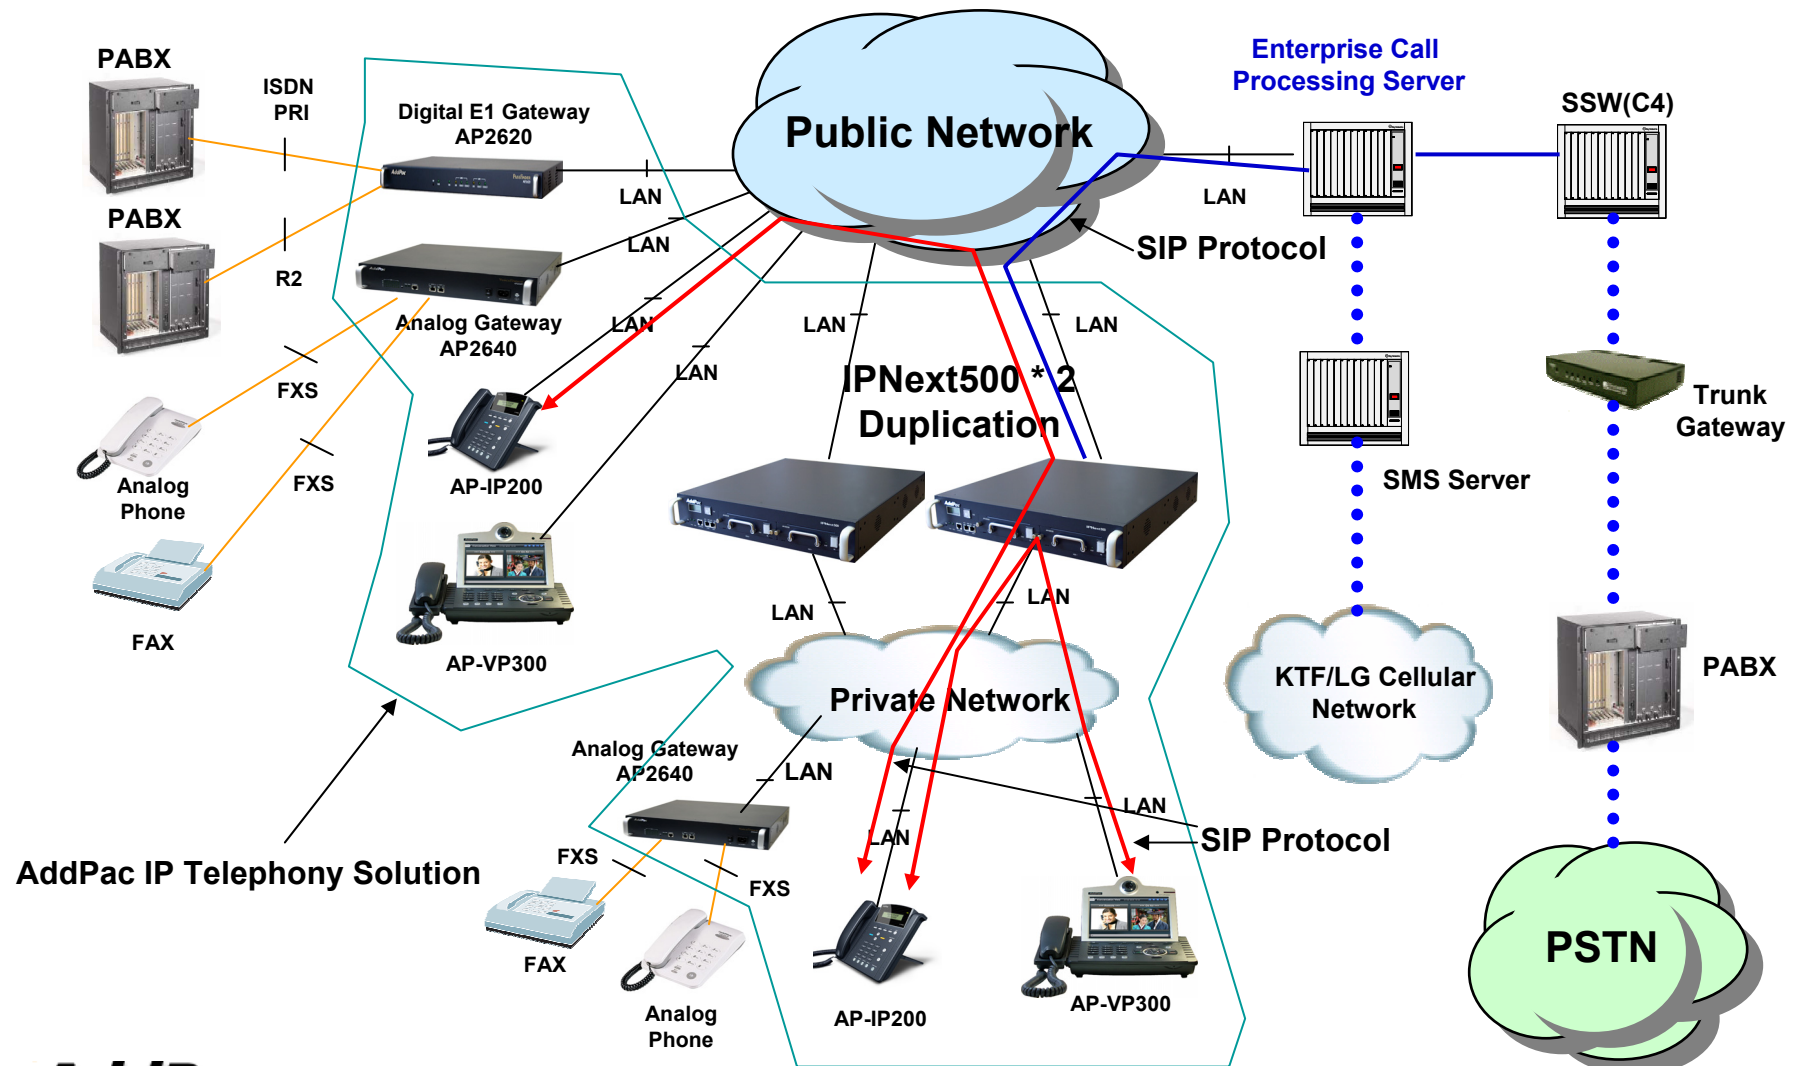 PABX
ISDN
PRI
Digital E1 Gateway
AP2620
Public Network
Enterprise Call
Processing Server
SSW(C4)
LAN
LAN
PABX
R2
LAN
SIP Protocol
Analog Gateway
AP2640
LAN
LAN
LAN
LAN
FXS
IPNext500 * 2
Duplication
Trunk
Gateway
Analog
Phone
FXS
AP-IP200
SMS Server
FAX
AP-VP300
LAN
LAN
Private Network
KTF/LG Cellular
Network
PABX
Analog Gateway
AP2640
LAN
LAN
LAN
SIP Protocol
AddPac IP Telephony Solution
FXS
FXS
FAX
PSTN
Analog
Phone
AP-IP200
AP-VP300